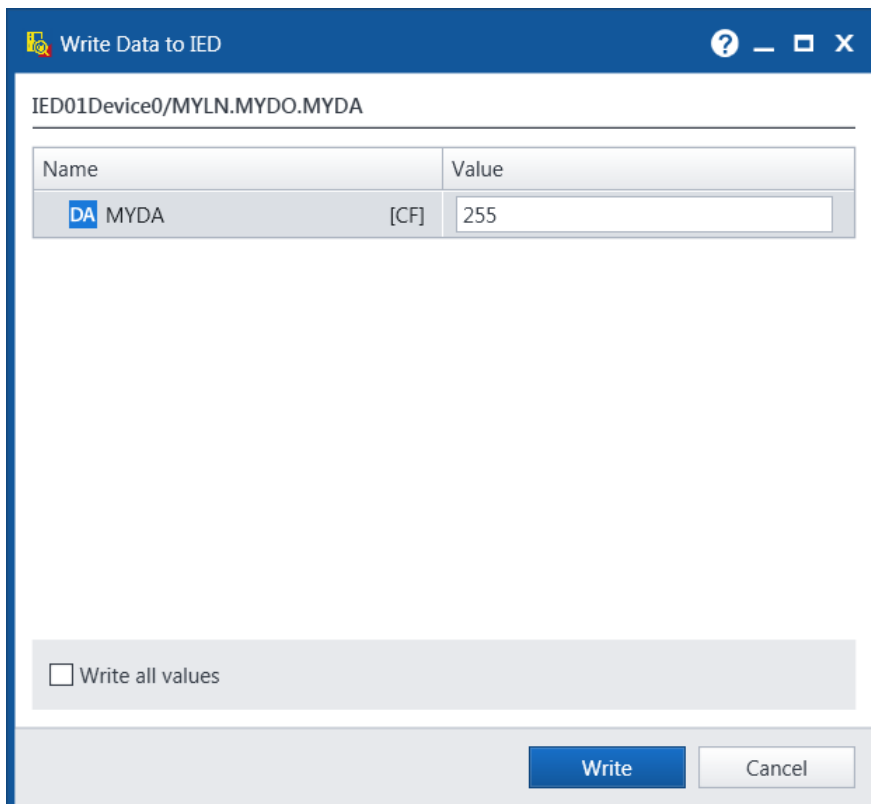 Write Data to IED
IED01Device0/MYLN.MYDO.MYDA
Name Value
DA MYDA [CF] 255
Write all values
Write Cancel